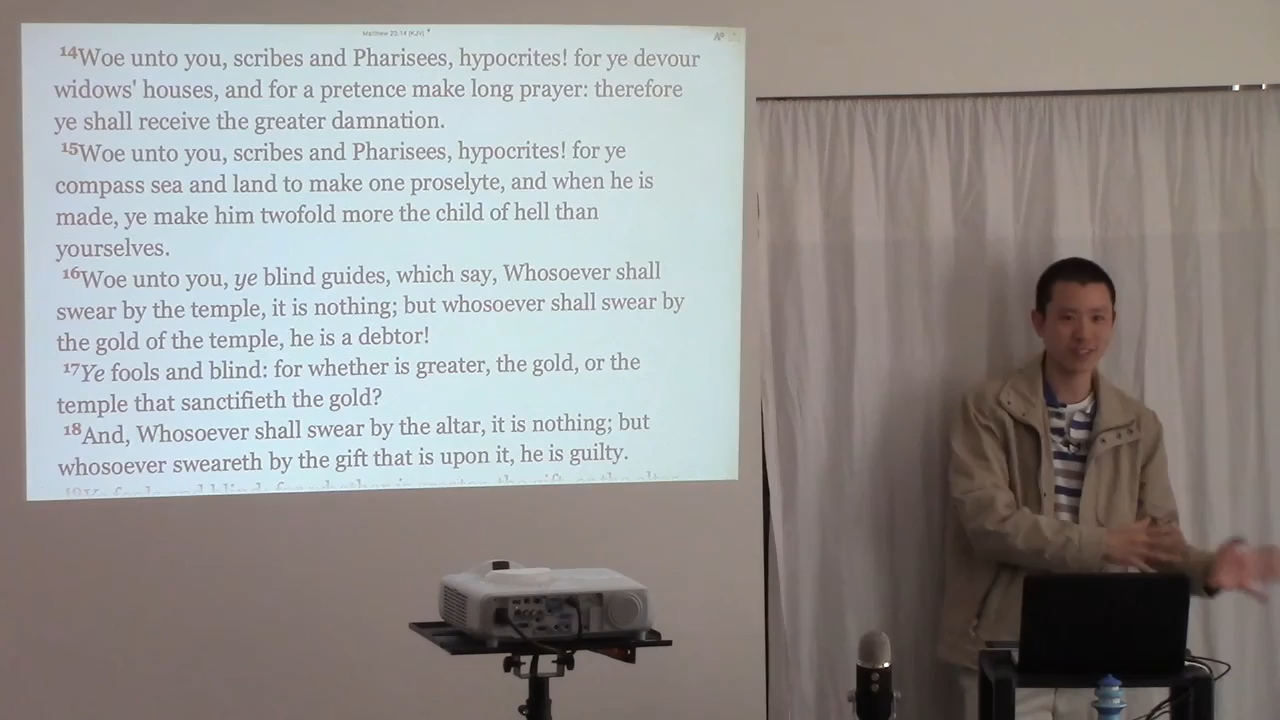 Matthew 23:14 (KJV)
14Woe unto you, scribes and Pharisees, hypocrites! for ye devour
widows' houses, and for a pretence make long prayer: therefore
ye shall receive the greater damnation.
15Woe unto you, scribes and Pharisees, hypocrites! for ye
compass sea and land to make one proselyte, and when he is
made, ye make him twofold more the child of hell than
yourselves.
16Woe unto you, ye blind guides, which say, Whosoever shall
swear by the temple, it is nothing; but whosoever shall swear by
the gold of the temple, he is a debtor!
17Ye fools and blind: for whether is greater, the gold, or the
temple that sanctifieth the gold?
18And, Whosoever shall swear by the altar, it is nothing; but
whosoever sweareth by the gift that is upon it, he is guilty.